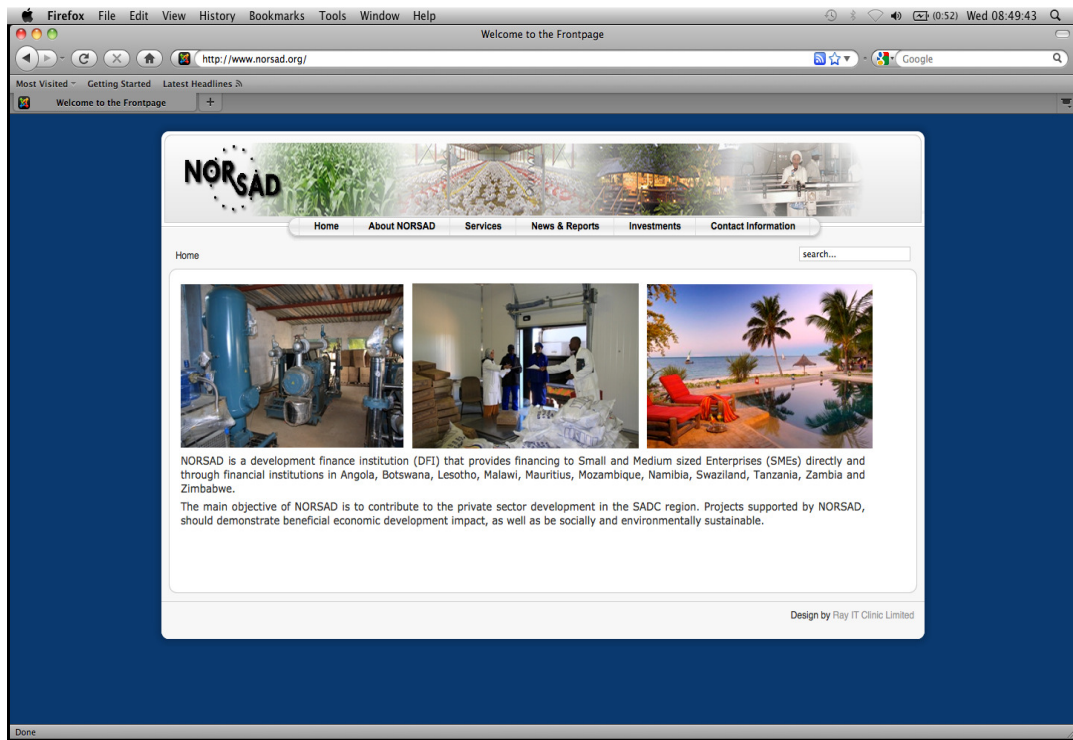 Firefox File Edit View History Bookmarks Tools Window Help (0:52) Wed 08:49:43
Welcome to the Frontpage
http://www.norsad.org/ Google
Most Visited Getting Started Latest Headlines
Welcome to the Frontpage +
NORSAD
Home About NORSAD Services News & Reports Investments Contact Information
Home search...
NORSAD is a development finance institution (DFI) that provides financing to Small and Medium sized Enterprises (SMEs) directly and
through financial institutions in Angola, Botswana, Lesotho, Malawi, Mauritius, Mozambique, Namibia, Swaziland, Tanzania, Zambia and
Zimbabwe.
The main objective of NORSAD is to contribute to the private sector development in the SADC region. Projects supported by NORSAD,
should demonstrate beneficial economic development impact, as well as be socially and environmentally sustainable.
Design by Ray IT Clinic Limited
Done